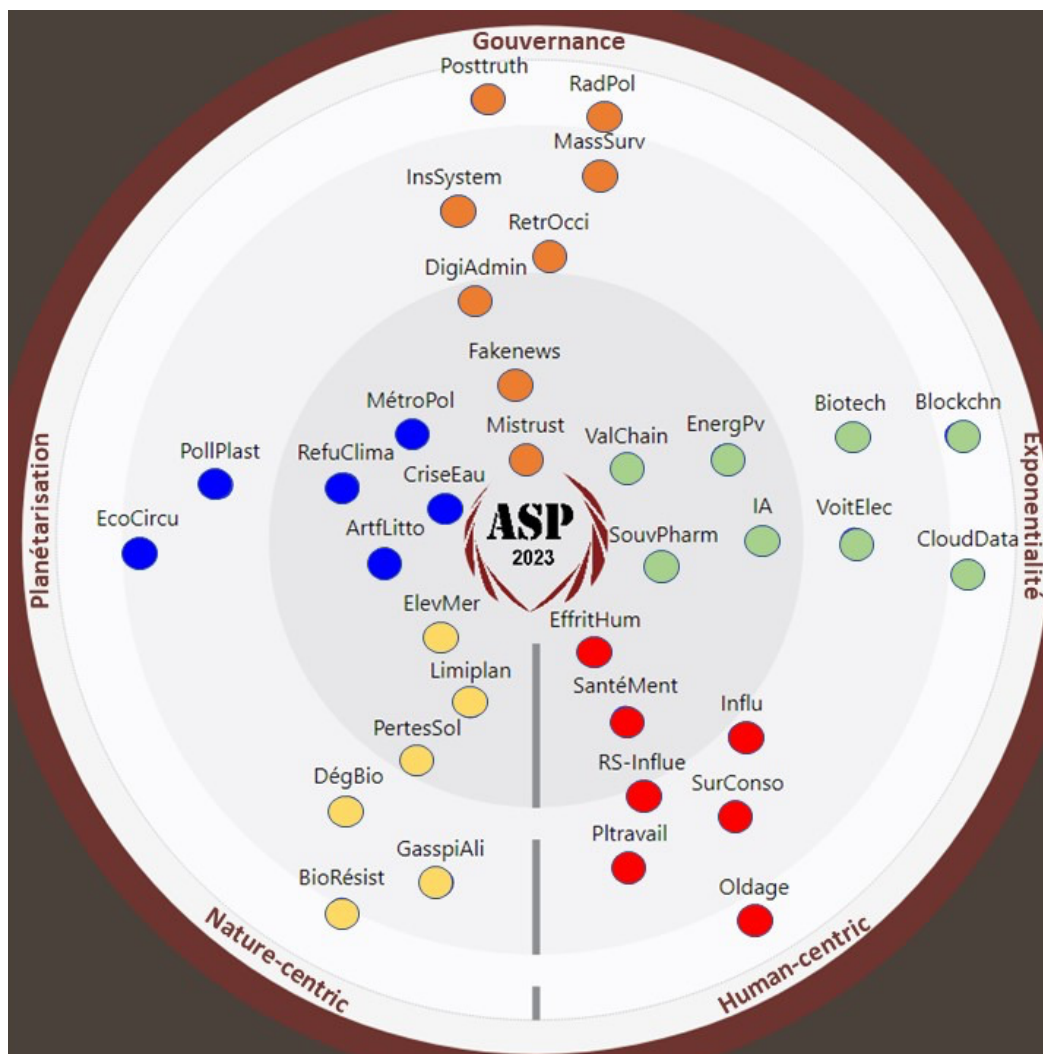 Gouvernance
Posttruth
RadPol
MassSurv
InsSystem
RetrOcci
DigiAdmin
Fakenews
MétroPol
Mistrust
ValChain
EnergPv
Biotech
Blockchn
PollPlast
RefuClima
CriseEau
EcoCircu
ArtfLitto
ASP
2023
SouvPharm
IA
VoitElec
CloudData
Planétarisation
Exponentialité
ElevMer
EffritHum
Limiplan
SantéMent
Influ
PertesSol
RS-Influe
DégBio
SurConso
Pltravail
GasspiAli
BioRésist
Oldage
Nature-centric
Human-centric